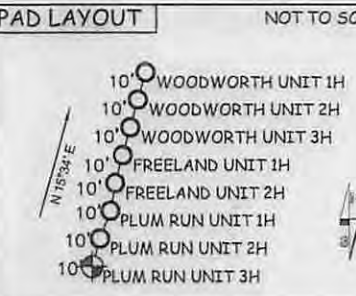 PAD LAYOUT
NOT TO SC
10' WOODWORTH UNIT 1H
10' WOODWORTH UNIT 2H
10' WOODWORTH UNIT 3H
10' FREELAND UNIT 1H
10' FREELAND UNIT 2H
10' PLUM RUN UNIT 1H
10' PLUM RUN UNIT 2H
10' PLUM RUN UNIT 3H
N 15°34' E